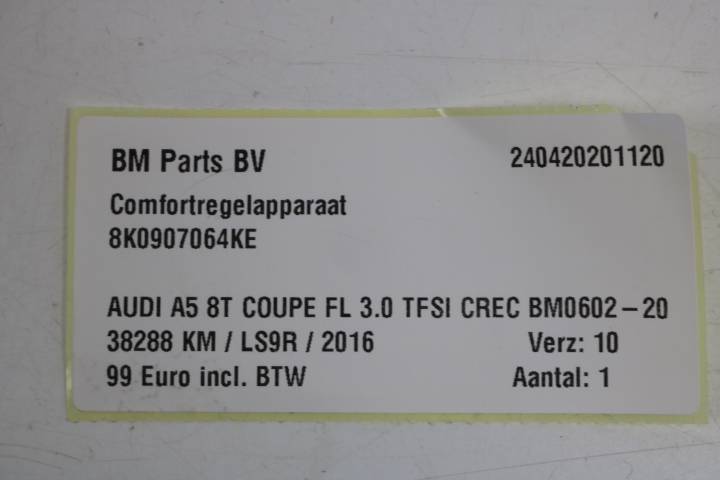 BM Parts BV 240420201120
Comfortregelapparaat
8K0907064KE
AUDI A5 8T COUPE FL 3.0 TFSI CREC BM0602-20
38288 KM / LS9R / 2016 Verz: 10
99 Euro incl. BTW Aantal: 1